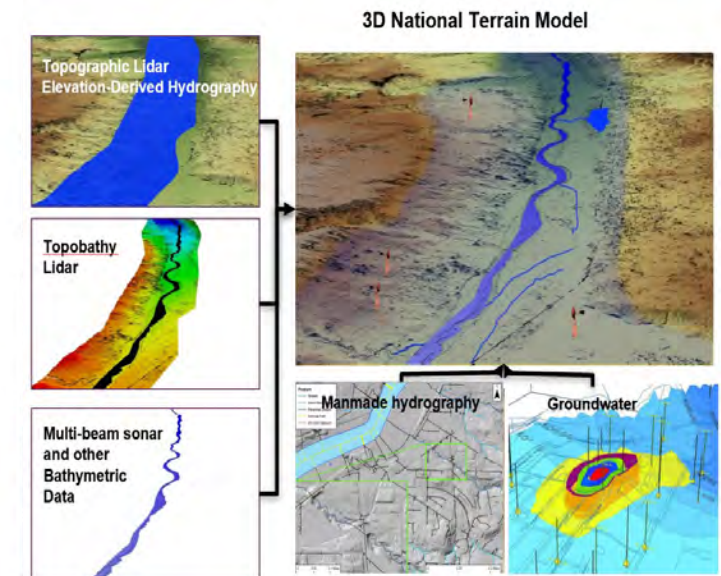 3D National Terrain Model
Topographic Lidar
Elevation-Derived Hydrography
Topobathy
Lidar
Multi-beam sonar
and other
Bathymetric
Data
Manmade hydrography
Groundwater